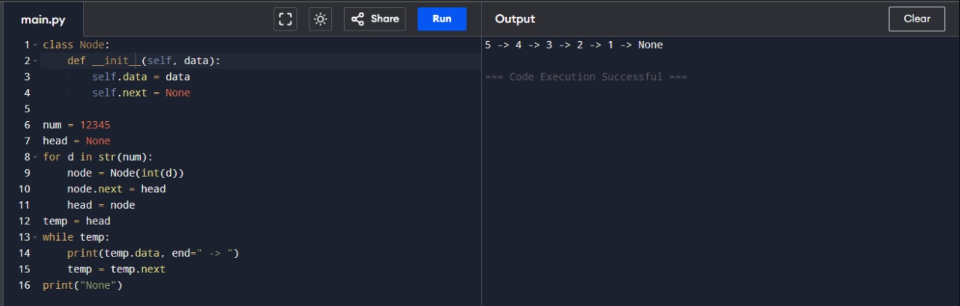 main.py
Share
Run
Output
Clear
1 class Node:
2     def __init__(self, data):
3         self.data = data
4         self.next = None
5
6 num = 12345
7 head = None
8 for d in str(num):
9     node = Node(int(d))
10     node.next = head
11     head = node
12 temp = head
13 while temp:
14     print(temp.data, end=" -> ")
15     temp = temp.next
16 print("None")
5 -> 4 -> 3 -> 2 -> 1 -> None
=== Code Execution Successful ===